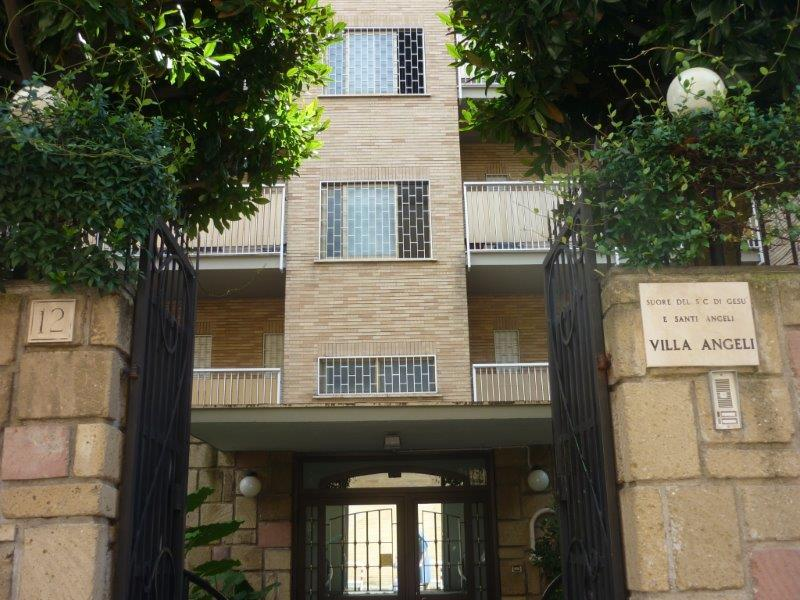 12
SUORE DEL S C DI GESU
E SANTI ANGELI
VILLA ANGELI